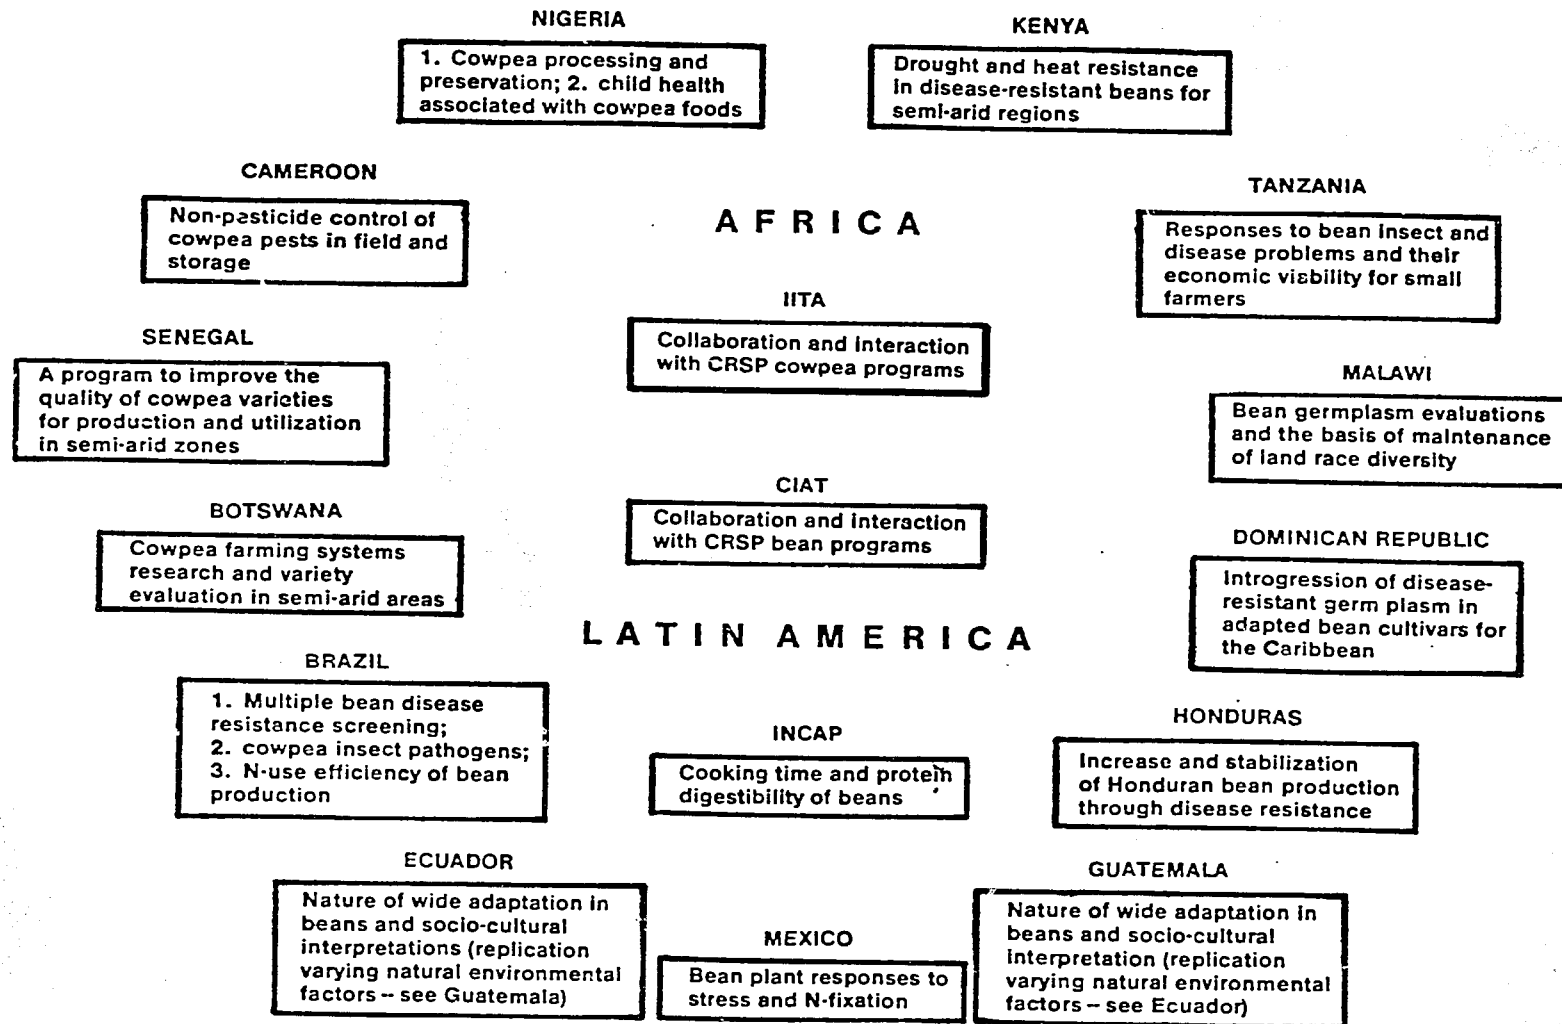 NIGERIA
1. Cowpea processing and
preservation; 2. child health
associated with cowpea foods
KENYA
Drought and heat resistance
in disease-resistant beans for
semi-arid regions
CAMEROON
Non-pesticide control of
cowpea pests in field and
storage
AFRICA
TANZANIA
Responses to bean insect and
disease problems and their
economic viability for small
farmers
IITA
Collaboration and interaction
with CRSP cowpea programs
SENEGAL
A program to improve the
quality of cowpea varieties
for production and utilization
in semi-arid zones
MALAWI
Bean germplasm evaluations
and the basis of maintenance
of land race diversity
CIAT
Collaboration and interaction
with CRSP bean programs
BOTSWANA
Cowpea farming systems
research and variety
evaluation in semi-arid areas
DOMINICAN REPUBLIC
Introgression of disease-
resistant germ plasm in
adapted bean cultivars for
the Caribbean
LATIN AMERICA
BRAZIL
1. Multiple bean disease
resistance screening;
2. cowpea insect pathogens;
3. N-use efficiency of bean
production
INCAP
Cooking time and protein
digestibility of beans
HONDURAS
Increase and stabilization
of Honduran bean production
through disease resistance
ECUADOR
Nature of wide adaptation in
beans and socio-cultural
interpretations (replication
varying natural environmental
factors -- see Guatemala)
MEXICO
Bean plant responses to
stress and N-fixation
GUATEMALA
Nature of wide adaptation in
beans and socio-cultural
interpretation (replication
varying natural environmental
factors -- see Ecuador)